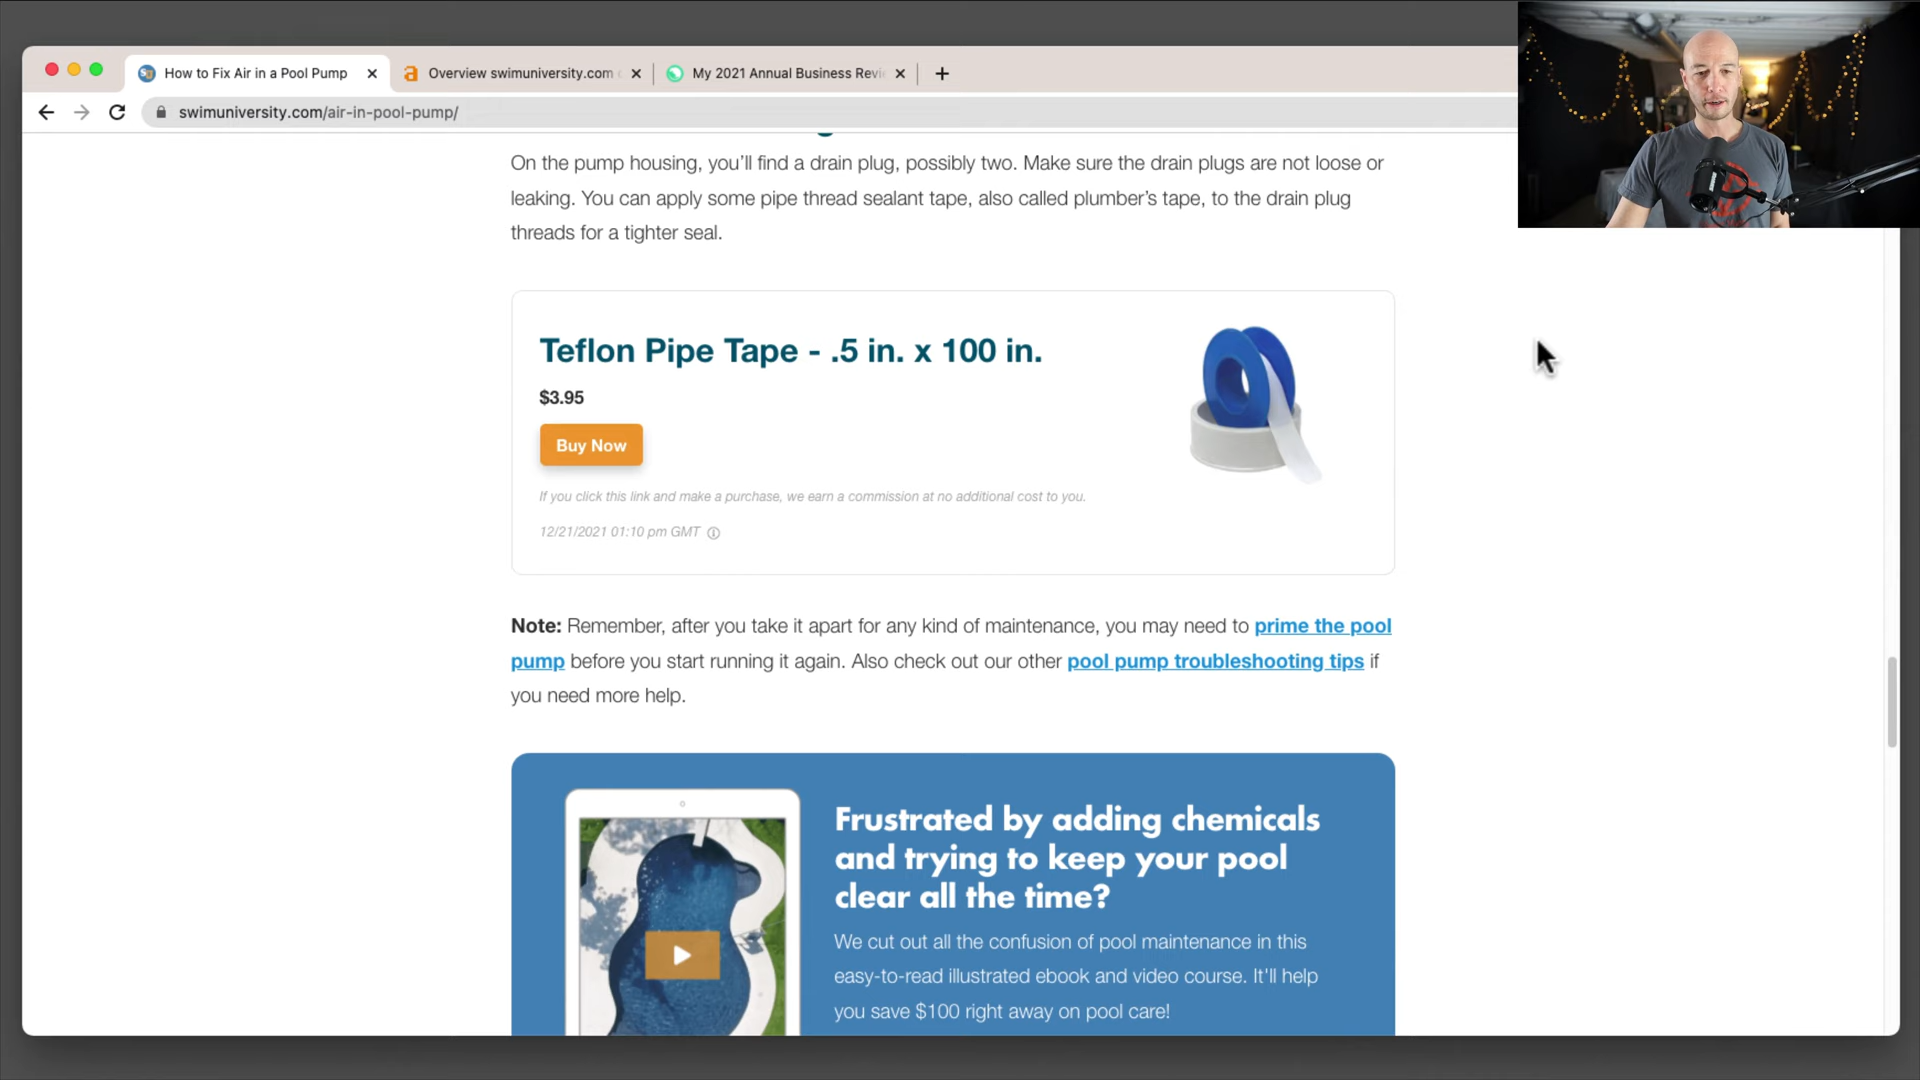 How to Fix Air in a Pool Pump
Overview swimuniversity.com
My 2021 Annual Business Revi
swimuniversity.com/air-in-pool-pump/
On the pump housing, you'll find a drain plug, possibly two. Make sure the drain plugs are not loose or
leaking. You can apply some pipe thread sealant tape, also called plumber's tape, to the drain plug
threads for a tighter seal.
Teflon Pipe Tape - .5 in. x 100 in.
$3.95
Buy Now
If you click this link and make a purchase, we earn a commission at no additional cost to you.
12/21/2021 01:10 pm GMT
Note: Remember, after you take it apart for any kind of maintenance, you may need to prime the pool
pump before you start running it again. Also check out our other pool pump troubleshooting tips if
you need more help.
Frustrated by adding chemicals
and trying to keep your pool
clear all the time?
We cut out all the confusion of pool maintenance in this
easy-to-read illustrated ebook and video course. It'll help
you save $100 right away on pool care!